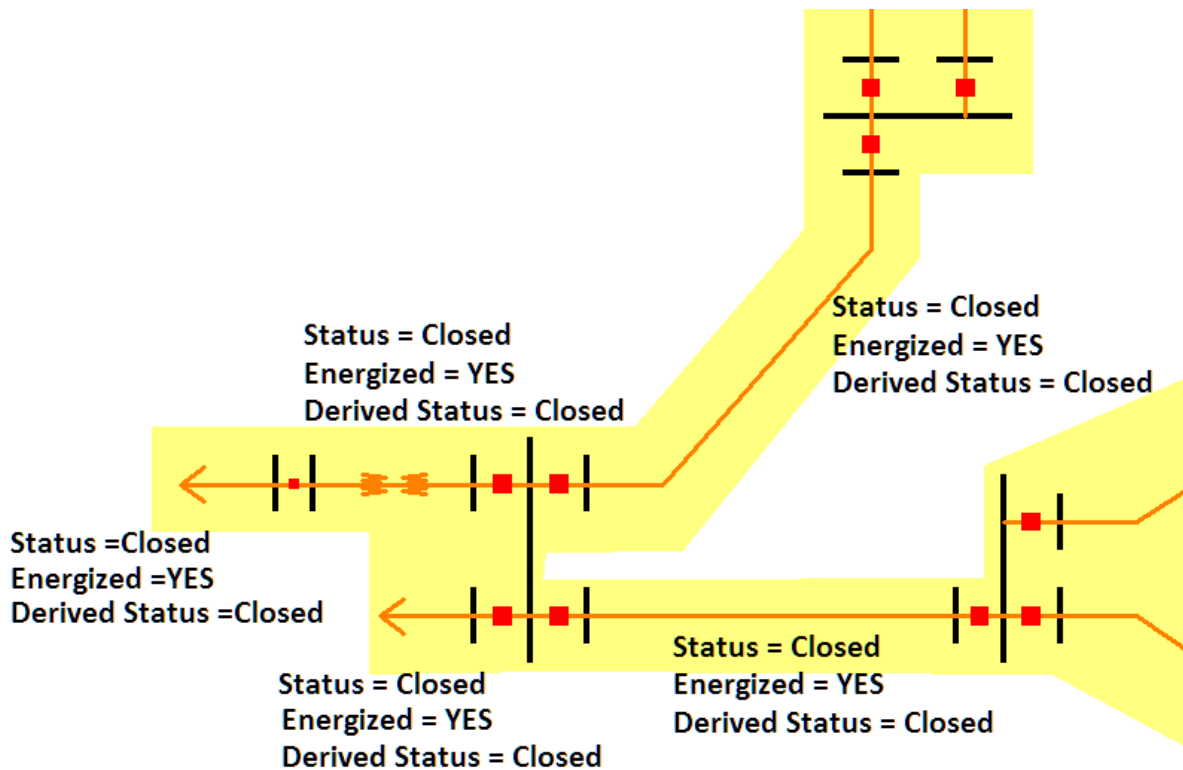 Status = Closed
Energized = YES
Derived Status = Closed
Status = Closed
Energized = YES
Derived Status = Closed
Status =Closed
Energized =YES
Derived Status =Closed
Status = Closed
Energized = YES
Derived Status = Closed
Status = Closed
Energized = YES
Derived Status = Closed